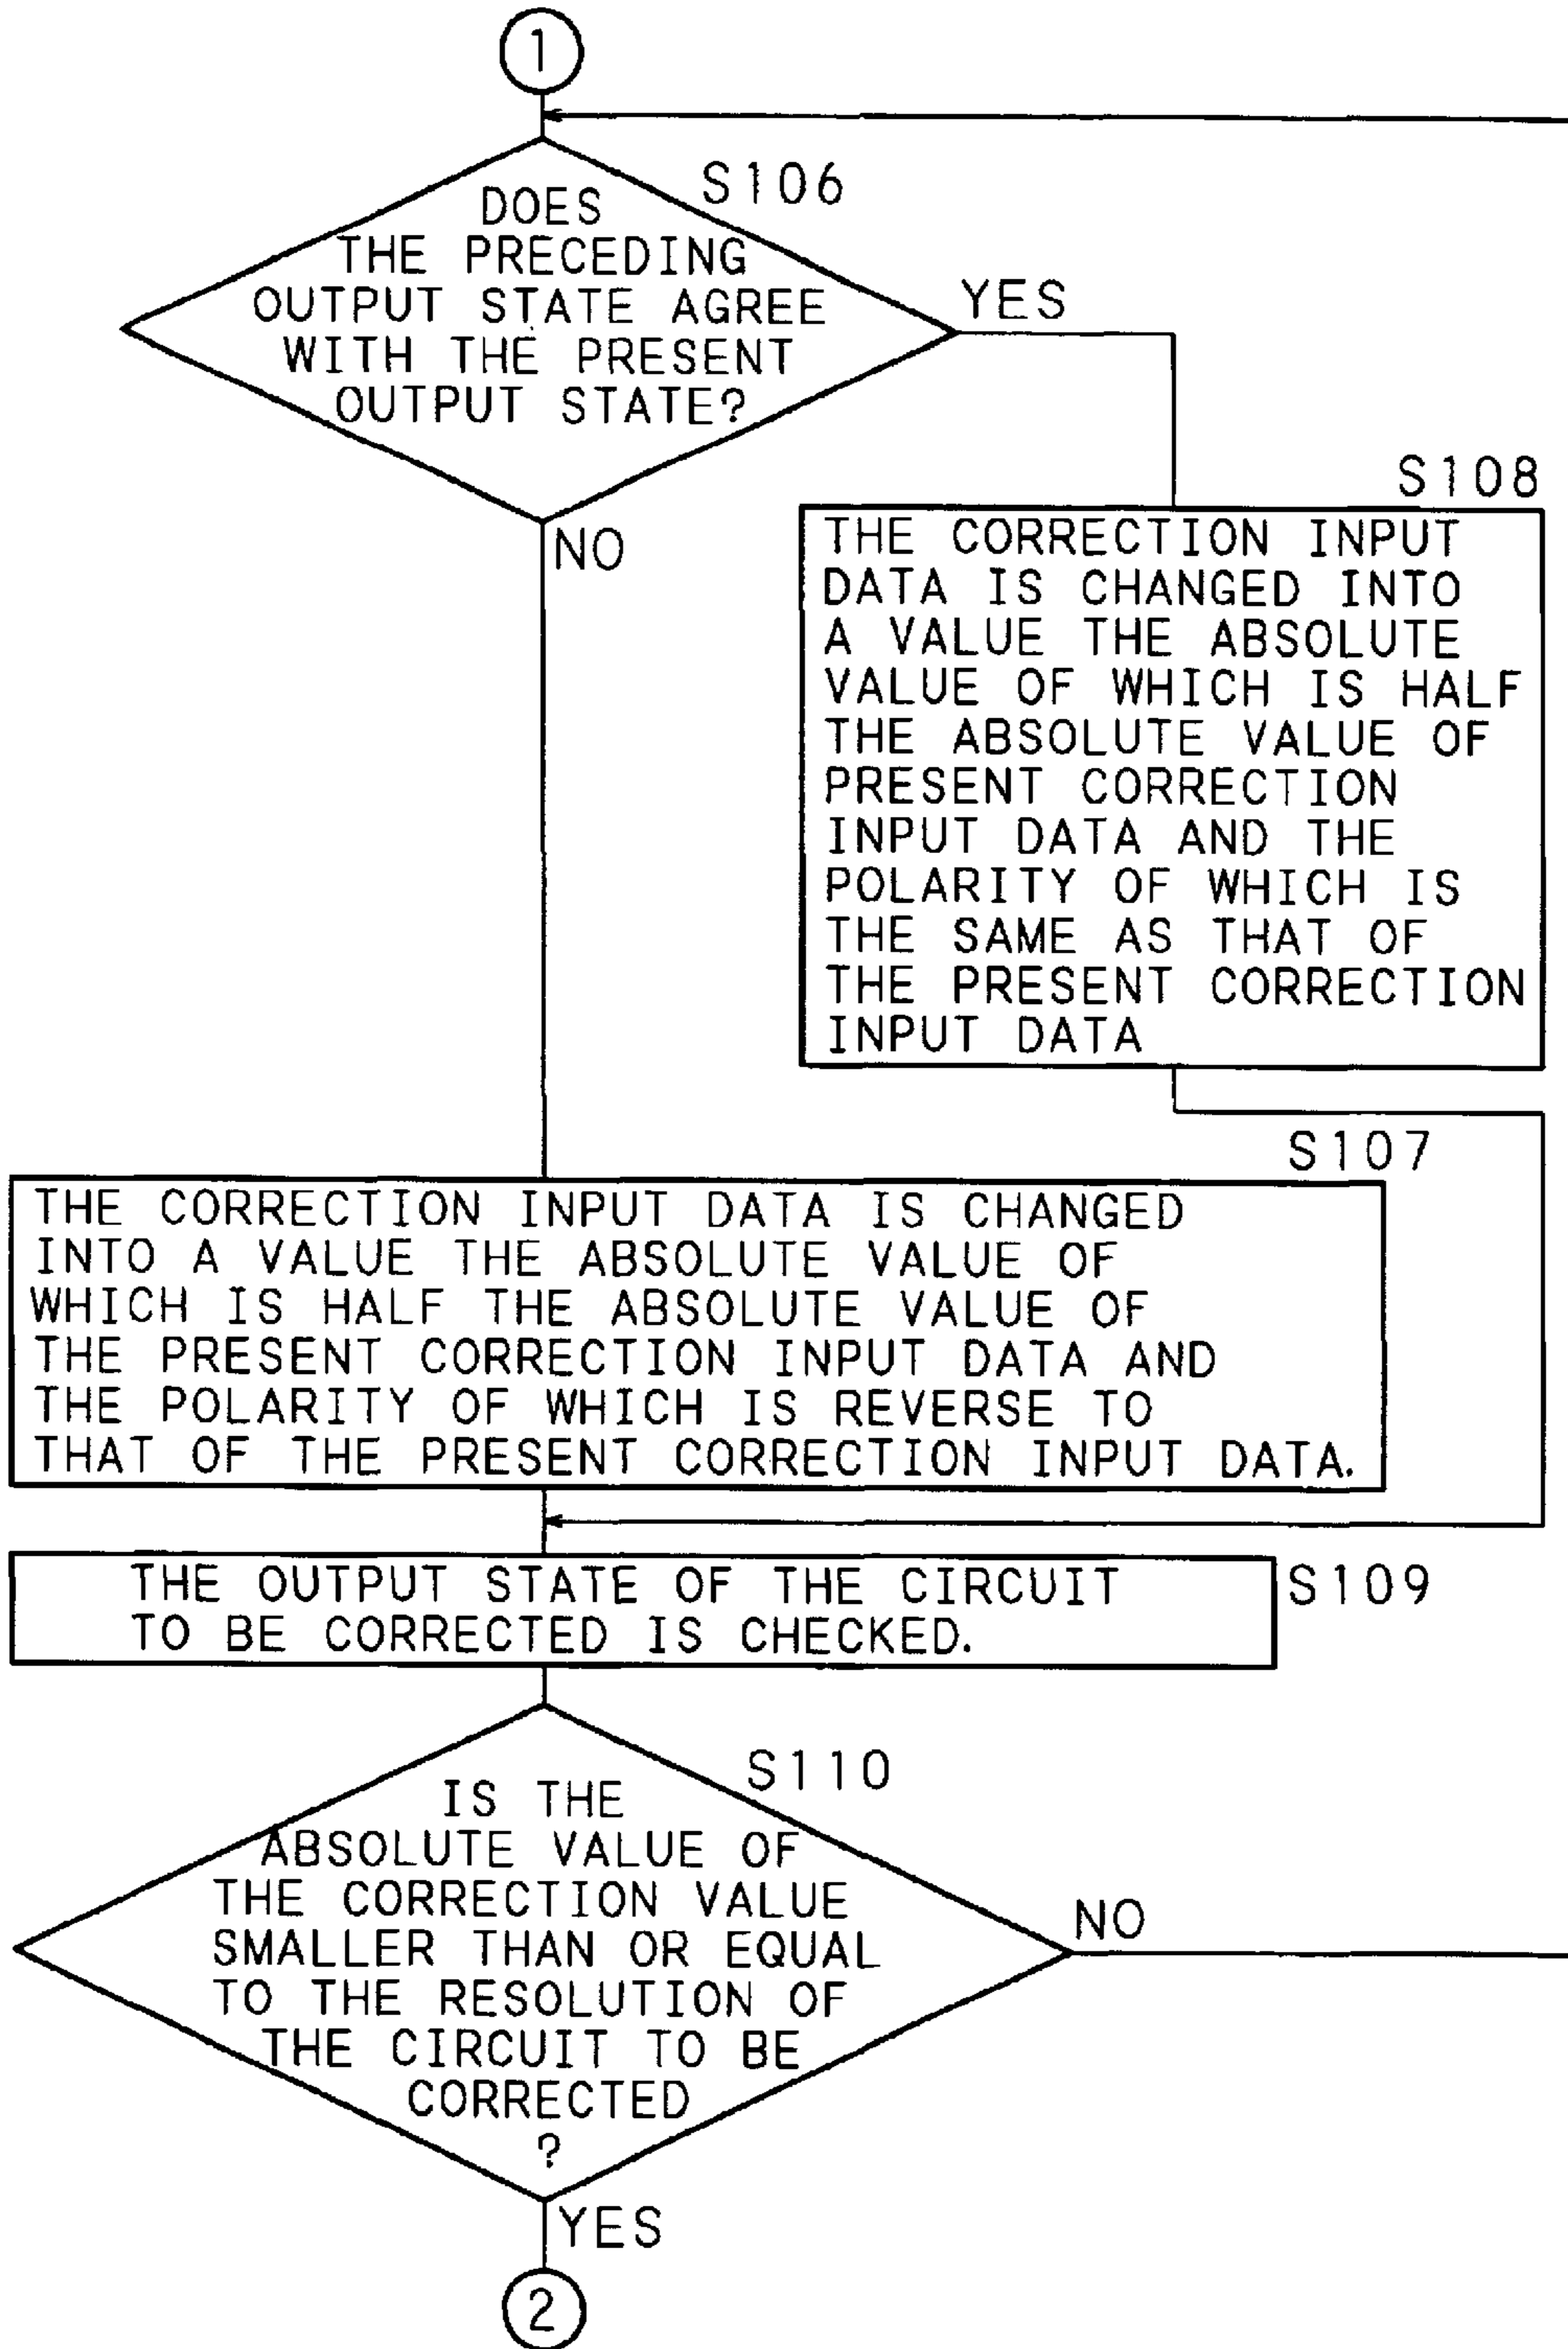 1
S106
DOES
THE PRECEDING
OUTPUT STATE AGREE
WITH THE PRESENT
OUTPUT STATE?
YES
NO
S108
THE CORRECTION INPUT
DATA IS CHANGED INTO
A VALUE THE ABSOLUTE
VALUE OF WHICH IS HALF
THE ABSOLUTE VALUE OF
PRESENT CORRECTION
INPUT DATA AND THE
POLARITY OF WHICH IS
THE SAME AS THAT OF
THE PRESENT CORRECTION
INPUT DATA
S107
THE CORRECTION INPUT DATA IS CHANGED
INTO A VALUE THE ABSOLUTE VALUE OF
WHICH IS HALF THE ABSOLUTE VALUE OF
THE PRESENT CORRECTION INPUT DATA AND
THE POLARITY OF WHICH IS REVERSE TO
THAT OF THE PRESENT CORRECTION INPUT DATA.
THE OUTPUT STATE OF THE CIRCUIT
TO BE CORRECTED IS CHECKED.
S109
S110
IS THE
ABSOLUTE VALUE OF
THE CORRECTION VALUE
SMALLER THAN OR EQUAL
TO THE RESOLUTION OF
THE CIRCUIT TO BE
CORRECTED
?
NO
YES
2